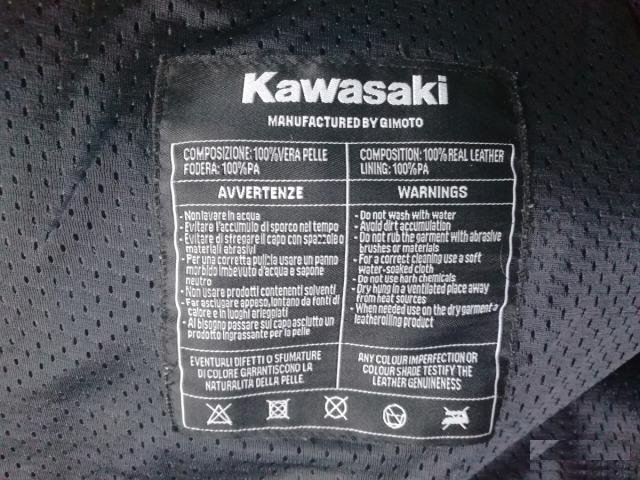 Kawasaki
MANUFACTURED BY GIMOTO
COMPOSIZIONE: 100% VERA PELLE
FODERA: 100% PA
AVVERTENZE
- Non lavare in acqua
- Evitare l'accumulo di sporco nel tempo
- Evitare di sfregare il capo con spazzole o
materiali abrasivi
- Per una corretta pulizia usare un panno
morbido imbevuto d'acqua e sapone
neutro
- Non usare prodotti contenenti solventi
- Far asciugare appeso, lontano da fonti di
calore e in luoghi arieggiati
- Al bisogno passare sul capo asciutto un
prodotto ingrassante per la pelle
EVENTUALI DIFETTI O SFUMATURE
DI COLORE GARANTISCONO LA
NATURALITÀ DELLA PELLE.
COMPOSITION: 100% REAL LEATHER
LINING: 100% PA
WARNINGS
- Do not wash with water
- Avoid dirt accumulation
- Do not rub the garment with abrasive
brushes or materials
- For a correct cleaning use a soft
water-soaked cloth
- Do not use harh chemicals
- Dry hung in a ventilated place away
from heat sources
- When needed use on the dry garment a
leatherolling product
ANY COLOUR IMPERFECTION OR
COLOUR SHADE TESTIFY THE
LEATHER GENUINENESS